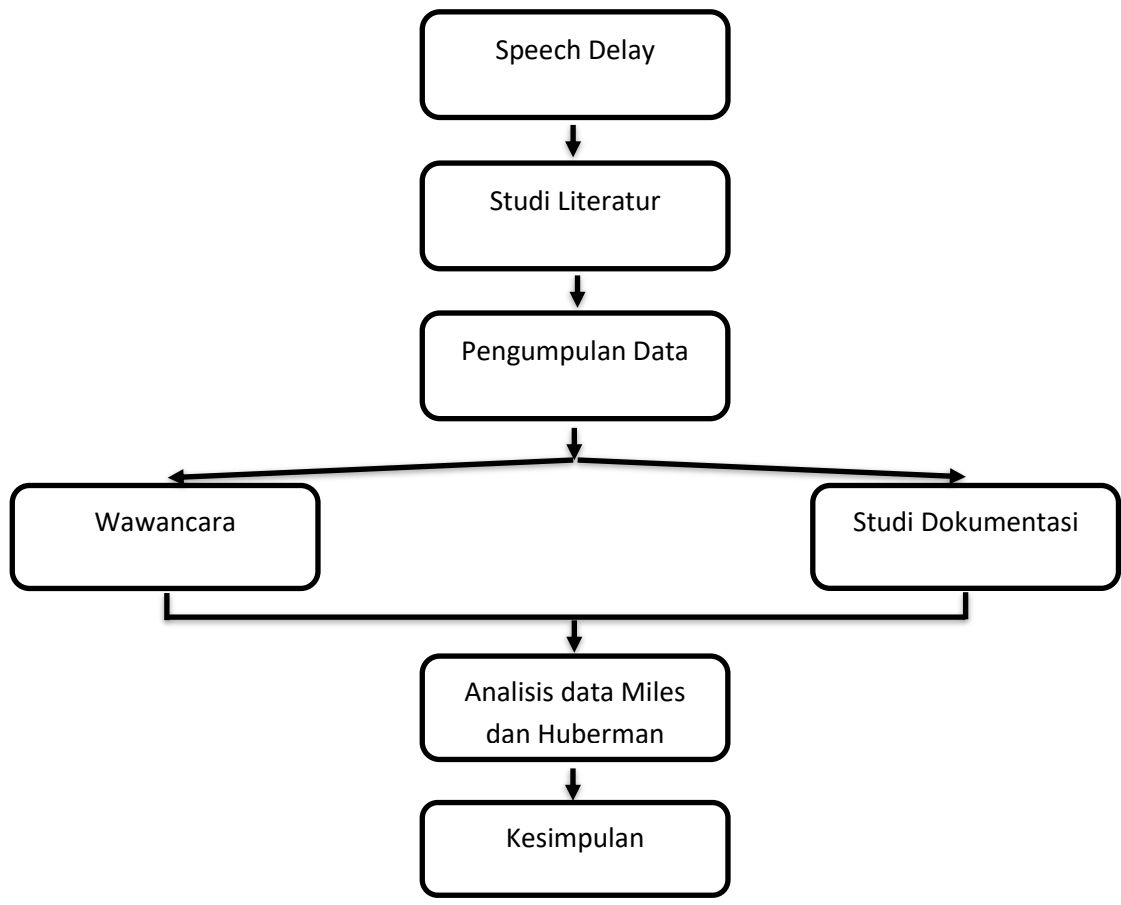 Speech Delay
Studi Literatur
Pengumpulan Data
Wawancara
Studi Dokumentasi
Analisis data Miles
dan Huberman
Kesimpulan